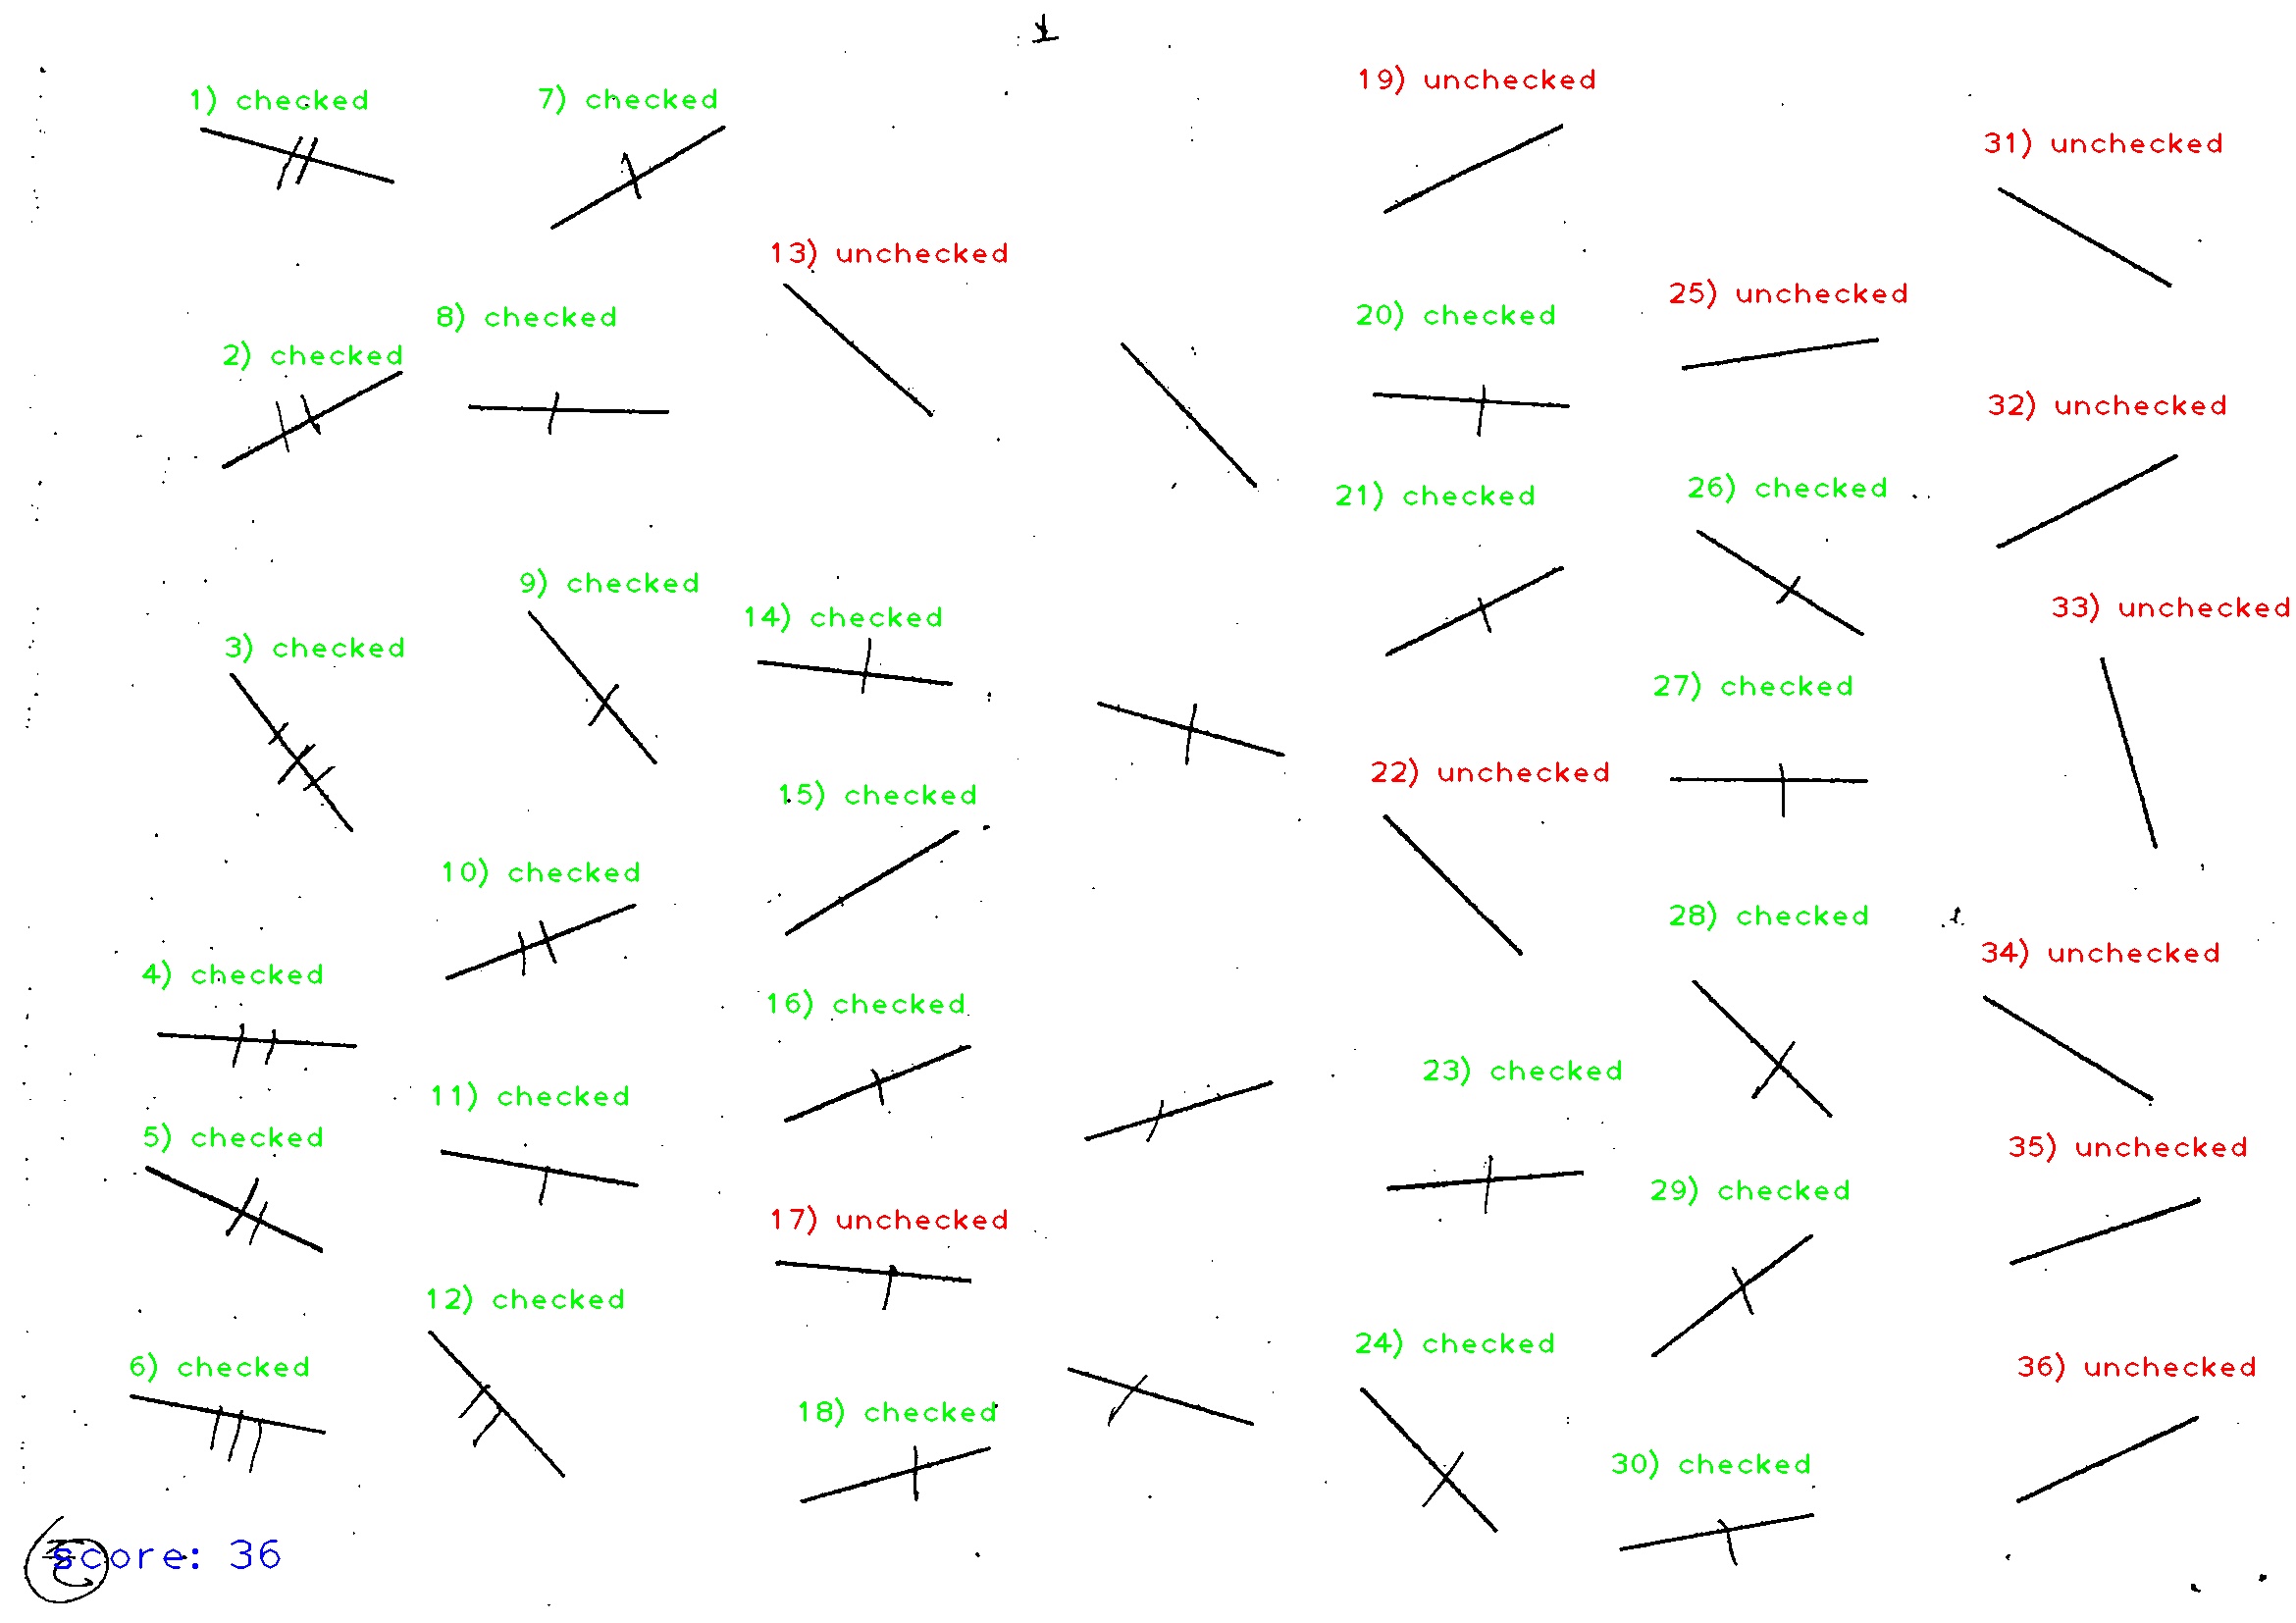 1) checked
2) checked
3) checked
4) checked
5) checked
6) checked
7) checked
8) checked
9) checked
10) checked
11) checked
12) checked
13) unchecked
14) checked
15) checked
16) checked
17) unchecked
18) checked
19) unchecked
20) checked
21) checked
22) unchecked
23) checked
24) checked
25) unchecked
26) checked
27) checked
28) checked
29) checked
30) checked
31) unchecked
32) unchecked
33) unchecked
34) unchecked
35) unchecked
36) unchecked
score: 36